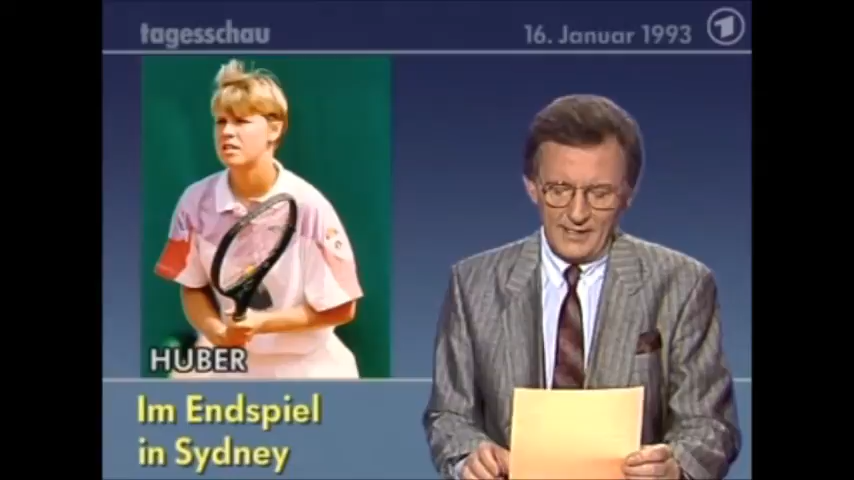 tagesschau
16. Januar 1993
1
HUBER
Im Endspiel
in Sydney